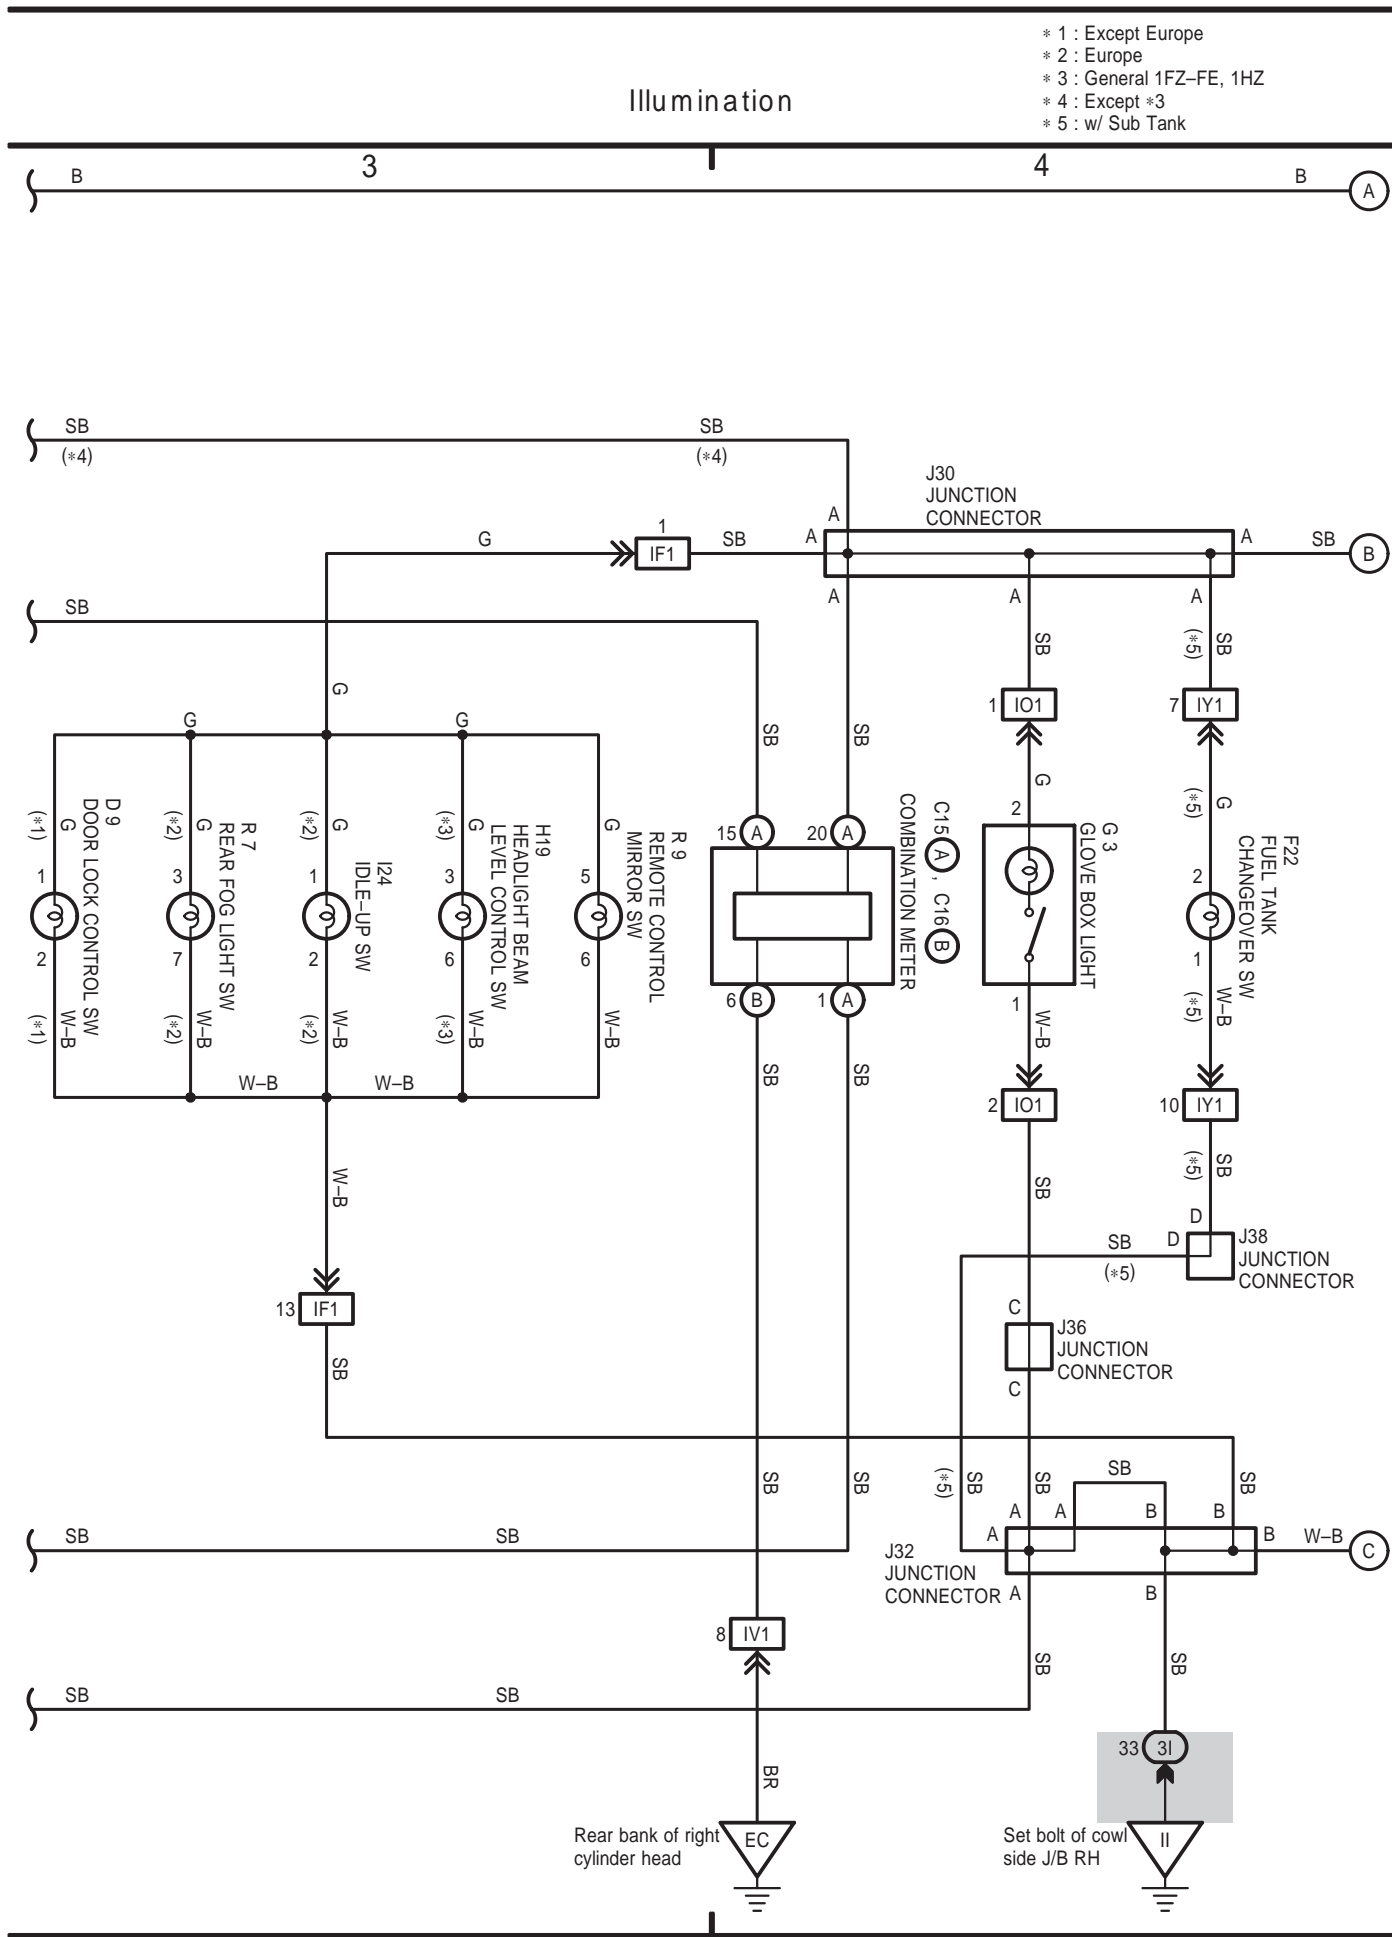 ∗ 1 : Except Europe
∗ 2 : Europe
∗ 3 : General 1FZ–FE, 1HZ
∗ 4 : Except ∗3
∗ 5 : w/ Sub Tank
Illumination
3
4
B
B
A
SB
(∗4)
SB
(∗4)
J30
JUNCTION
CONNECTOR
A
G
1
IF1
SB
A
A
SB
B
SB
A
A
A
SB
(∗5)
SB
G
1
IO1
7
IY1
G
G
SB
SB
G
(∗5)
G
(∗1)
G
(∗2)
G
(∗2)
G
(∗3)
G
G
2
2
15
A
20
A
D 9
DOOR LOCK CONTROL SW
R 7
REAR FOG LIGHT SW
I24
IDLE–UP SW
H19
HEADLIGHT BEAM
LEVEL CONTROL SW
R 9
REMOTE CONTROL
MIRROR SW
C15 A , C16 B
COMBINATION METER
G 3
GLOVE BOX LIGHT
F22
FUEL TANK
CHANGEOVER SW
1
3
1
3
5
2
7
2
6
6
1
6
B
1
A
1
(∗1)
W–B
(∗2)
W–B
(∗2)
W–B
(∗3)
W–B
W–B
SB
SB
W–B
(∗5)
W–B
W–B
W–B
2
IO1
10
IY1
W–B
SB
(∗5)
SB
D
D
J38
JUNCTION
CONNECTOR
SB
(∗5)
13
IF1
C
J36
JUNCTION
CONNECTOR
C
SB
SB
SB
(∗5)
SB
SB
SB
SB
A
A
B
B
SB
SB
A
B
W–B
C
J32
JUNCTION
CONNECTOR
A
B
8
IV1
SB
SB
SB
SB
33
3I
BR
Rear bank of right
cylinder head
EC
Set bolt of cowl
side J/B RH
II